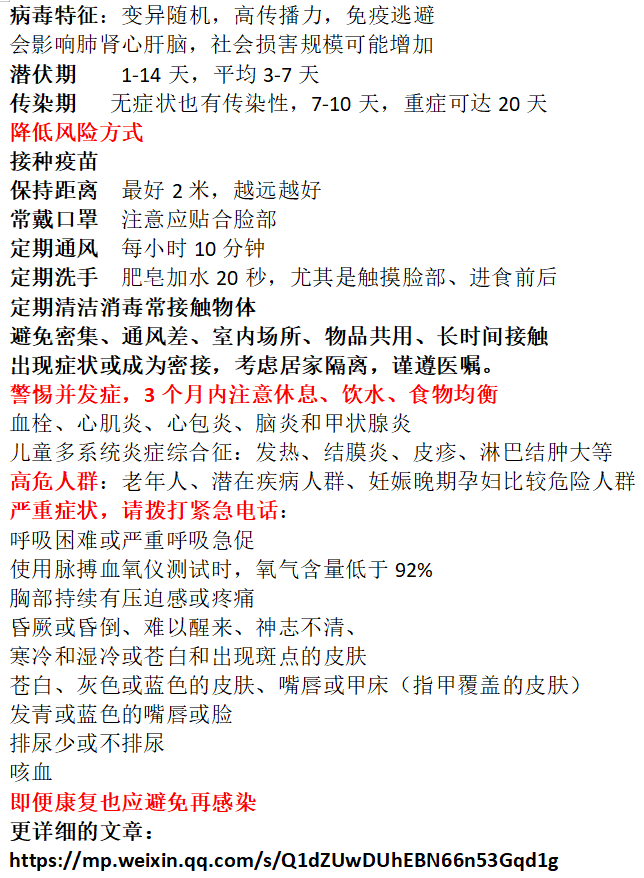 病毒特征：变异随机，高传播力，免疫逃避
会影响肺肾心肝脑，社会损害规模可能增加
潜伏期 1-14 天，平均 3-7 天
传染期 无症状也有传染性，7-10 天，重症可达 20 天
降低风险方式
接种疫苗
保持距离 最好 2 米，越远越好
常戴口罩 注意应贴合脸部
定期通风 每小时 10 分钟
定期洗手 肥皂加水 20 秒，尤其是触摸脸部、进食前后
定期清洁消毒常接触物体
避免密集、通风差、室内场所、物品共用、长时间接触
出现症状或成为密接，考虑居家隔离，谨遵医嘱。
警惕并发症，3 个月内注意休息、饮水、食物均衡
血栓、心肌炎、心包炎、脑炎和甲状腺炎
儿童多系统炎症综合征：发热、结膜炎、皮疹、淋巴结肿大等
高危人群：老年人、潜在疾病人群、妊娠晚期孕妇比较危险人群
严重症状，请拨打紧急电话：
呼吸困难或严重呼吸急促
使用脉搏血氧仪测试时，氧气含量低于 92%
胸部持续有压迫感或疼痛
昏厥或昏倒、难以醒来、神志不清、
寒冷和湿冷或苍白和出现斑点的皮肤
苍白、灰色或蓝色的皮肤、嘴唇或甲床（指甲覆盖的皮肤）
发青或蓝色的嘴唇或脸
排尿少或不排尿
咳血
即便康复也应避免再感染
更详细的文章：
https://mp.weixin.qq.com/s/Q1dZUwDUhEBN66n53Gqd1g